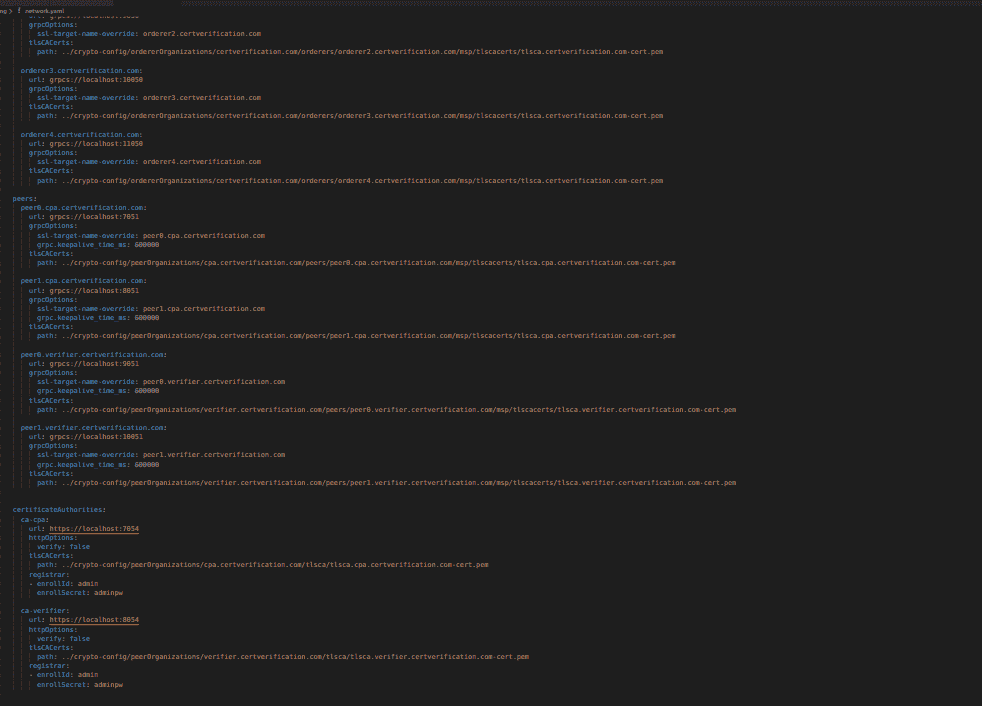 network.yaml
grpcOptions:
ssl-target-name-override: orderer2.certverification.com
tlsCACerts:
path: ../crypto-config/ordererOrganizations/certverification.com/orderers/orderer2.certverification.com/msp/tlscacerts/tlsca.certverification.com-cert.pem
orderer3.certverification.com:
url: grpcs://localhost:10050
grpcOptions:
ssl-target-name-override: orderer3.certverification.com
tlsCACerts:
path: ../crypto-config/ordererOrganizations/certverification.com/orderers/orderer3.certverification.com/msp/tlscacerts/tlsca.certverification.com-cert.pem
orderer4.certverification.com:
url: grpcs://localhost:11050
grpcOptions:
ssl-target-name-override: orderer4.certverification.com
tlsCACerts:
path: ../crypto-config/ordererOrganizations/certverification.com/orderers/orderer4.certverification.com/msp/tlscacerts/tlsca.certverification.com-cert.pem
peers:
peer0.cpa.certverification.com:
url: grpcs://localhost:7051
grpcOptions:
ssl-target-name-override: peer0.cpa.certverification.com
grpc.keepalive_time_ms: 600000
tlsCACerts:
path: ../crypto-config/peerOrganizations/cpa.certverification.com/peers/peer0.cpa.certverification.com/msp/tlscacerts/tlsca.cpa.certverification.com-cert.pem
peer1.cpa.certverification.com:
url: grpcs://localhost:8051
grpcOptions:
ssl-target-name-override: peer1.cpa.certverification.com
grpc.keepalive_time_ms: 600000
tlsCACerts:
path: ../crypto-config/peerOrganizations/cpa.certverification.com/peers/peer1.cpa.certverification.com/msp/tlscacerts/tlsca.cpa.certverification.com-cert.pem
peer0.verifier.certverification.com:
url: grpcs://localhost:9051
grpcOptions:
ssl-target-name-override: peer0.verifier.certverification.com
grpc.keepalive_time_ms: 600000
tlsCACerts:
path: ../crypto-config/peerOrganizations/verifier.certverification.com/peers/peer0.verifier.certverification.com/msp/tlscacerts/tlsca.verifier.certverification.com-cert.pem
peer1.verifier.certverification.com:
url: grpcs://localhost:10051
grpcOptions:
ssl-target-name-override: peer1.verifier.certverification.com
grpc.keepalive_time_ms: 600000
tlsCACerts:
path: ../crypto-config/peerOrganizations/verifier.certverification.com/peers/peer1.verifier.certverification.com/msp/tlscacerts/tlsca.verifier.certverification.com-cert.pem
certificateAuthorities:
ca-cpa:
url: https://localhost:7054
httpOptions:
verify: false
tlsCACerts:
path: ../crypto-config/peerOrganizations/cpa.certverification.com/tlsca/tlsca.cpa.certverification.com-cert.pem
registrar:
- enrollId: admin
enrollSecret: adminpw
ca-verifier:
url: https://localhost:8054
httpOptions:
verify: false
tlsCACerts:
path: ../crypto-config/peerOrganizations/verifier.certverification.com/tlsca/tlsca.verifier.certverification.com-cert.pem
registrar:
- enrollId: admin
enrollSecret: adminpw